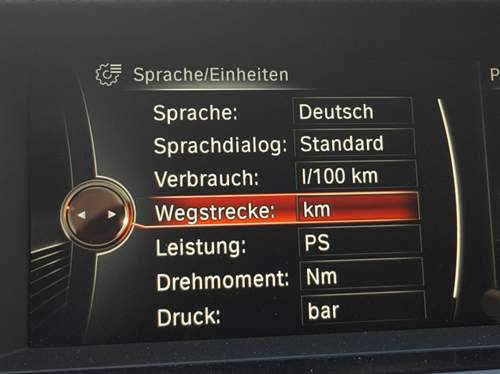 Sprache/Einheiten
P
Sprache: Deutsch
Sprachdialog: Standard
Verbrauch: l/100 km
Wegstrecke: km
Leistung: PS
Drehmoment: Nm
Druck: bar